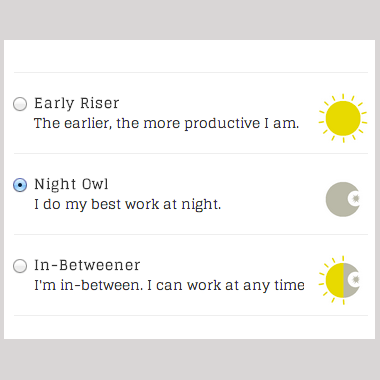 Early Riser
The earlier, the more productive I am.
Night Owl
I do my best work at night.
In-Betweener
I'm in-between. I can work at any time